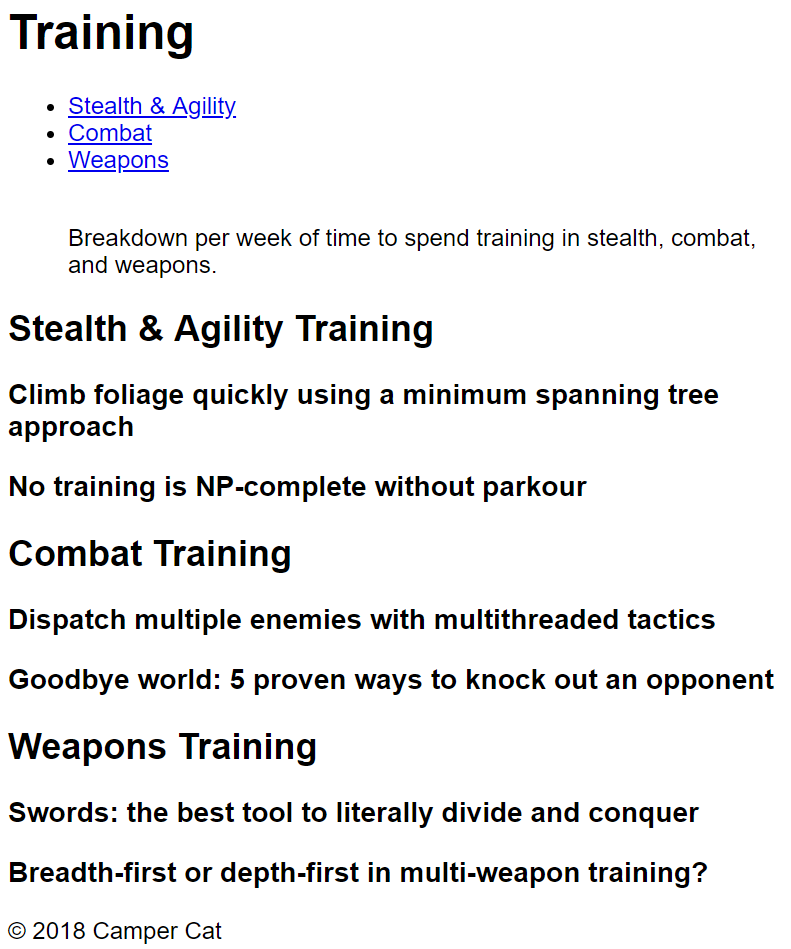 Training
Stealth & Agility
Combat
Weapons
Breakdown per week of time to spend training in stealth, combat,
and weapons.
Stealth & Agility Training
Climb foliage quickly using a minimum spanning tree
approach
No training is NP-complete without parkour
Combat Training
Dispatch multiple enemies with multithreaded tactics
Goodbye world: 5 proven ways to knock out an opponent
Weapons Training
Swords: the best tool to literally divide and conquer
Breadth-first or depth-first in multi-weapon training?
© 2018 Camper Cat